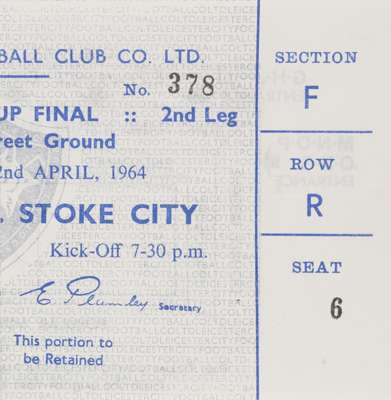 BALL CLUB CO. LTD.
No. 378
UP FINAL :: 2nd Leg
reet Ground
2nd APRIL, 1964
. STOKE CITY
Kick-Off 7-30 p.m.
E Plumley Secretary
This portion to
be Retained
SECTION
F
ROW
R
SEAT
6